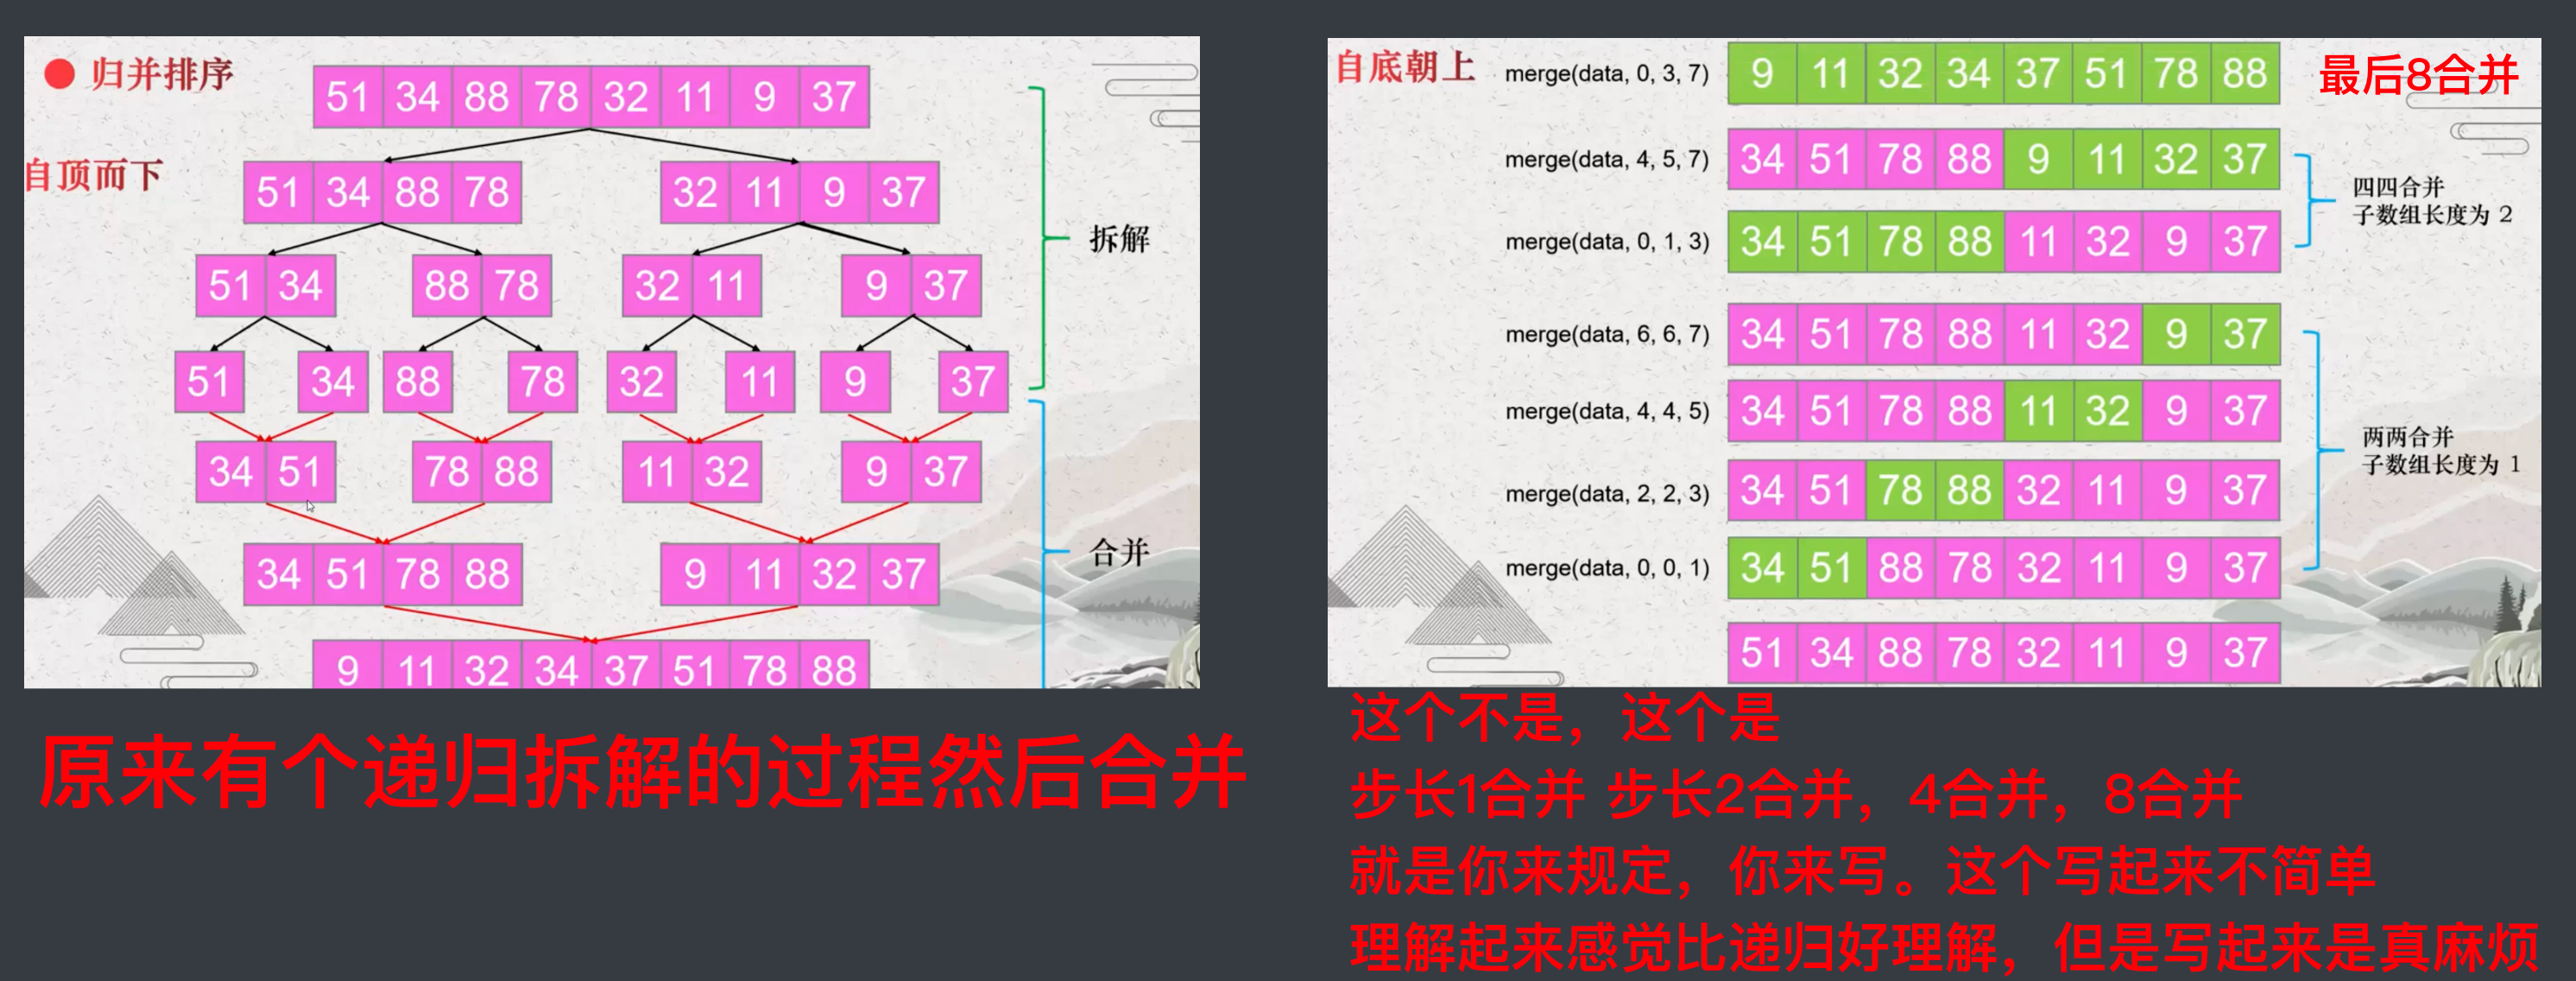 归并排序
51 34 88 78 32 11 9 37
自顶而下
51 34 88 78 32 11 9 37
拆解
51 34 88 78 32 11 9 37
51 34 88 78 32 11 9 37
34 51 78 88 11 32 9 37
合并
34 51 78 88 9 11 32 37
9 11 32 34 37 51 78 88
原来有个递归拆解的过程然后合并
自底朝上
merge(data, 0, 3, 7) 9 11 32 34 37 51 78 88
最后8合并
merge(data, 4, 5, 7) 34 51 78 88 9 11 32 37
四四合并
子数组长度为 2
merge(data, 0, 1, 3) 34 51 78 88 11 32 9 37
merge(data, 6, 6, 7) 34 51 78 88 11 32 9 37
merge(data, 4, 4, 5) 34 51 78 88 11 32 9 37
两两合并
子数组长度为 1
merge(data, 2, 2, 3) 34 51 78 88 32 11 9 37
merge(data, 0, 0, 1) 34 51 88 78 32 11 9 37
51 34 88 78 32 11 9 37
这个不是，这个是
步长1合并 步长2合并，4合并，8合并
就是你来规定，你来写。这个写起来不简单
理解起来感觉比递归好理解，但是写起来是真麻烦